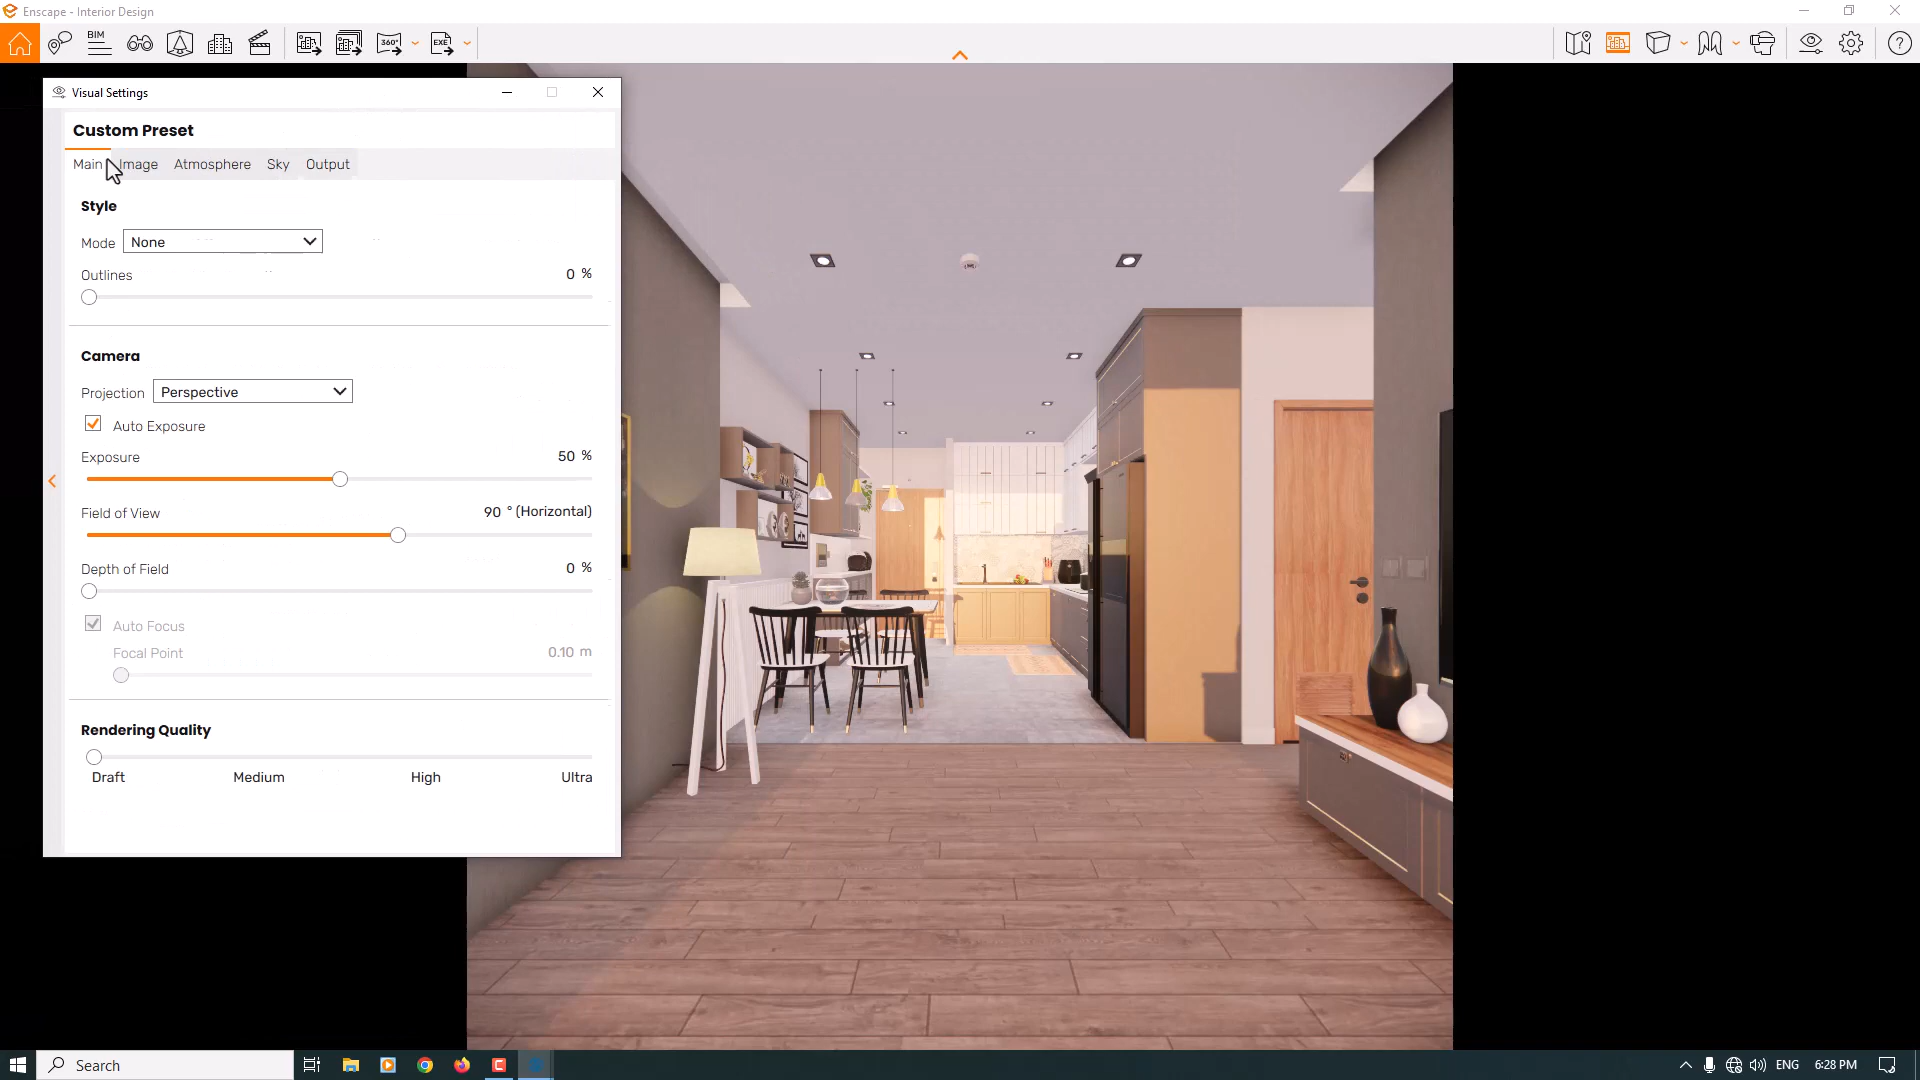 Enscape - Interior Design
BIM
360°
EXE
Visual Settings
Custom Preset
Main Image Atmosphere Sky Output
Style
Mode None
Outlines 0 %
Camera
Projection Perspective
Auto Exposure
Exposure 50 %
Field of View 90 ° (Horizontal)
Depth of Field 0 %
Auto Focus
Focal Point 0.10 m
Rendering Quality
Draft Medium High Ultra
Search
ENG 6:28 PM